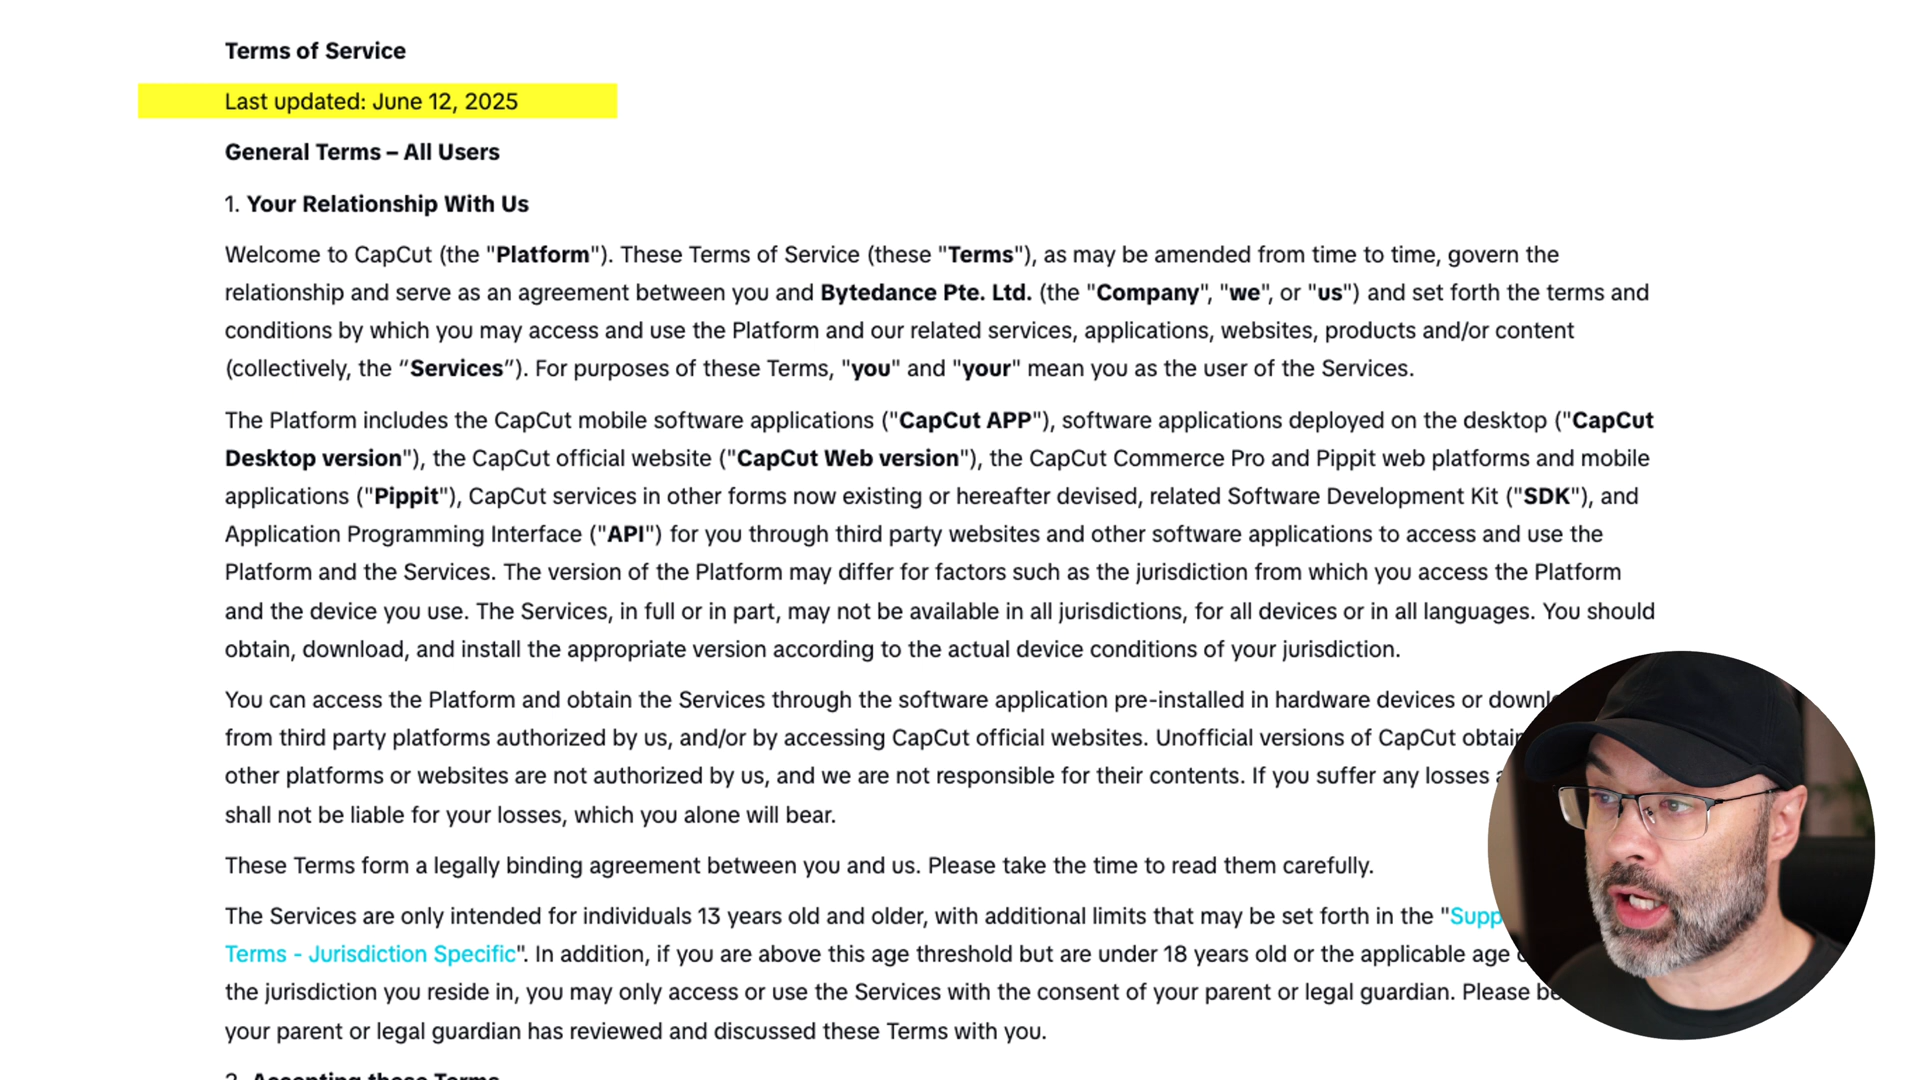 Terms of Service
Last updated: June 12, 2025
General Terms – All Users
1. Your Relationship With Us
Welcome to CapCut (the "Platform"). These Terms of Service (these "Terms"), as may be amended from time to time, govern the
relationship and serve as an agreement between you and Bytedance Pte. Ltd. (the "Company", "we", or "us") and set forth the terms and
conditions by which you may access and use the Platform and our related services, applications, websites, products and/or content
(collectively, the “Services”). For purposes of these Terms, "you" and "your" mean you as the user of the Services.
The Platform includes the CapCut mobile software applications ("CapCut APP"), software applications deployed on the desktop ("CapCut
Desktop version"), the CapCut official website ("CapCut Web version"), the CapCut Commerce Pro and Pippit web platforms and mobile
applications ("Pippit"), CapCut services in other forms now existing or hereafter devised, related Software Development Kit ("SDK"), and
Application Programming Interface ("API") for you through third party websites and other software applications to access and use the
Platform and the Services. The version of the Platform may differ for factors such as the jurisdiction from which you access the Platform
and the device you use. The Services, in full or in part, may not be available in all jurisdictions, for all devices or in all languages. You should
obtain, download, and install the appropriate version according to the actual device conditions of your jurisdiction.
You can access the Platform and obtain the Services through the software application pre-installed in hardware devices or
from third party platforms authorized by us, and/or by accessing CapCut official websites. Unofficial versions of CapCut
other platforms or websites are not authorized by us, and we are not responsible for their contents. If you suffer any losses
shall not be liable for your losses, which you alone will bear.
These Terms form a legally binding agreement between you and us. Please take the time to read them carefully.
The Services are only intended for individuals 13 years old and older, with additional limits that may be set forth in the "
Terms - Jurisdiction Specific". In addition, if you are above this age threshold but are under 18 years old or the applicable age
the jurisdiction you reside in, you may only access or use the Services with the consent of your parent or legal guardian. Please
your parent or legal guardian has reviewed and discussed these Terms with you.
Accepting these Terms